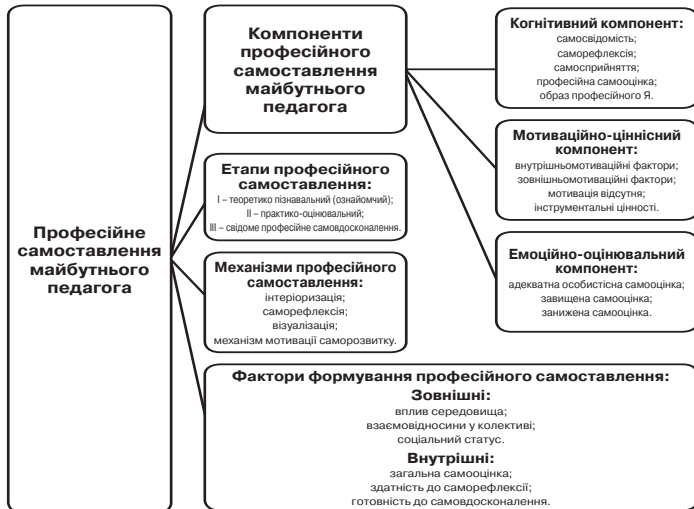 Професійне
самоставлення
майбутнього
педагога
Компоненти
професійного
самоставлення
майбутнього
педагога
Когнітивний компонент:
самосвідомість;
саморефлексія;
самосприйняття;
професійна самооцінка;
образ професійного Я.
Мотиваційно-ціннісний
компонент:
внутрішньомотиваційні фактори;
зовнішньомотиваційні фактори;
мотивація відсутня;
інструментальні цінності.
Емоційно-оцінювальний
компонент:
адекватна особистісна самооцінка;
завищена самооцінка;
занижена самооцінка.
Етапи професійного
самоставлення:
І – теоретико пізнавальний (ознайомчий);
ІІ – практико-оцінювальний;
ІІІ – свідоме професійне самовдосконалення.
Механізми професійного
самоставлення:
інтеріоризація;
саморефлексія;
візуалізація;
механізм мотивації саморозвитку.
Фактори формування професійного самоставлення:
Зовнішні:
вплив середовища;
взаємовідносини у колективі;
соціальний статус.
Внутрішні:
загальна самооцінка;
здатність до саморефлексії;
готовність до самовдосконалення.